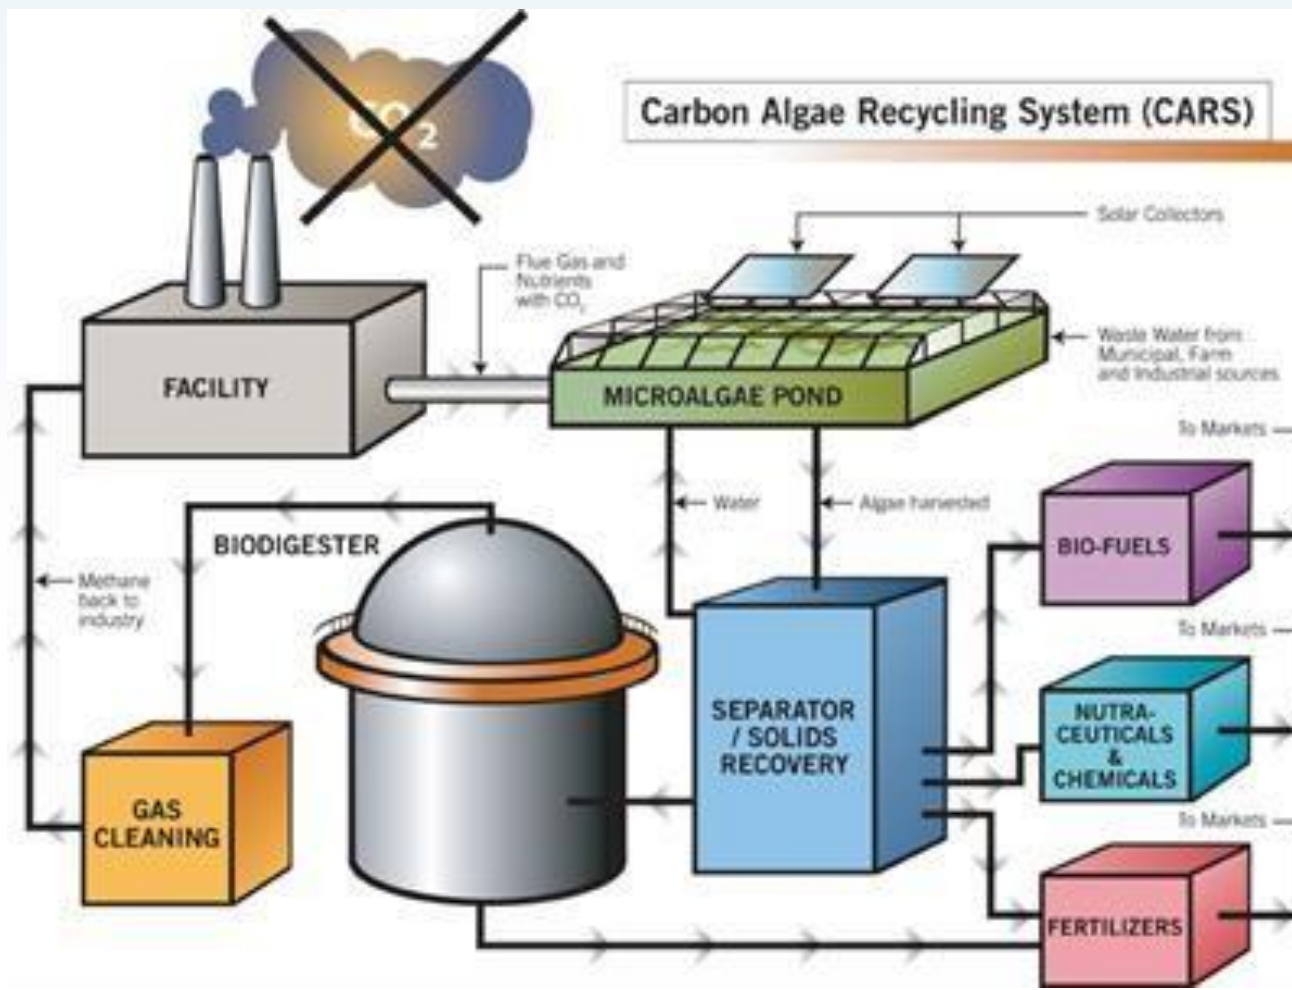 CO2
Carbon Algae Recycling System (CARS)
Solar Collectors
Flue Gas and
Nutrients
with CO2
Waste Water from
Municipal, Farm
and Industrial sources
FACILITY
MICROALGAE POND
To Markets
Water
Algae harvested
BIO-FUELS
BIODIGESTER
Methane
back to
industry
To Markets
SEPARATOR
/ SOLIDS
RECOVERY
NUTRA-
CEUTICALS
&
CHEMICALS
GAS
CLEANING
To Markets
FERTILIZERS